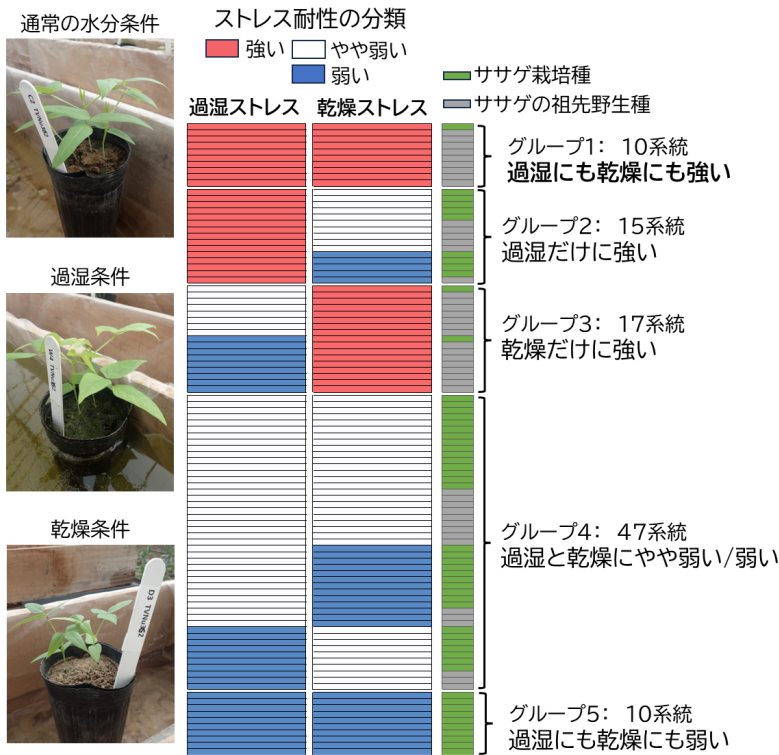 通常の水分条件
ストレス耐性の分類
強い
やや弱い
弱い
ササゲ栽培種
ササゲの祖先野生種
過湿ストレス
乾燥ストレス
グループ1： 10系統
過湿にも乾燥にも強い
グループ2： 15系統
過湿だけに強い
過湿条件
グループ3： 17系統
乾燥だけに強い
乾燥条件
グループ4： 47系統
過湿と乾燥にやや弱い/弱い
グループ5： 10系統
過湿にも乾燥にも弱い